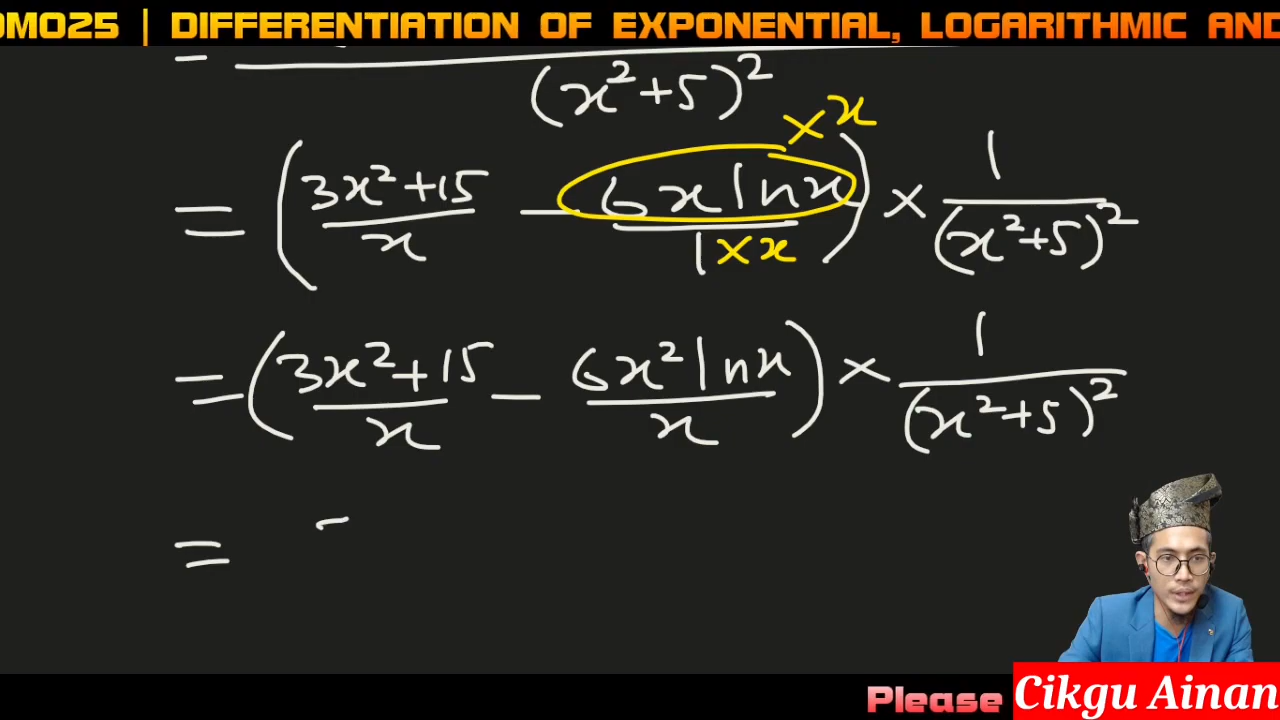 OM025 | DIFFERENTIATION OF EXPONENTIAL, LOGARITHMIC AND
(x²+5)²
= (3x²+15/x − 6x ln x/1) × 1/(x²+5)²
× x
× x
= (3x²+15/x − 6x² ln x/x) × 1/(x²+5)²
=
Please
Cikgu Ainan